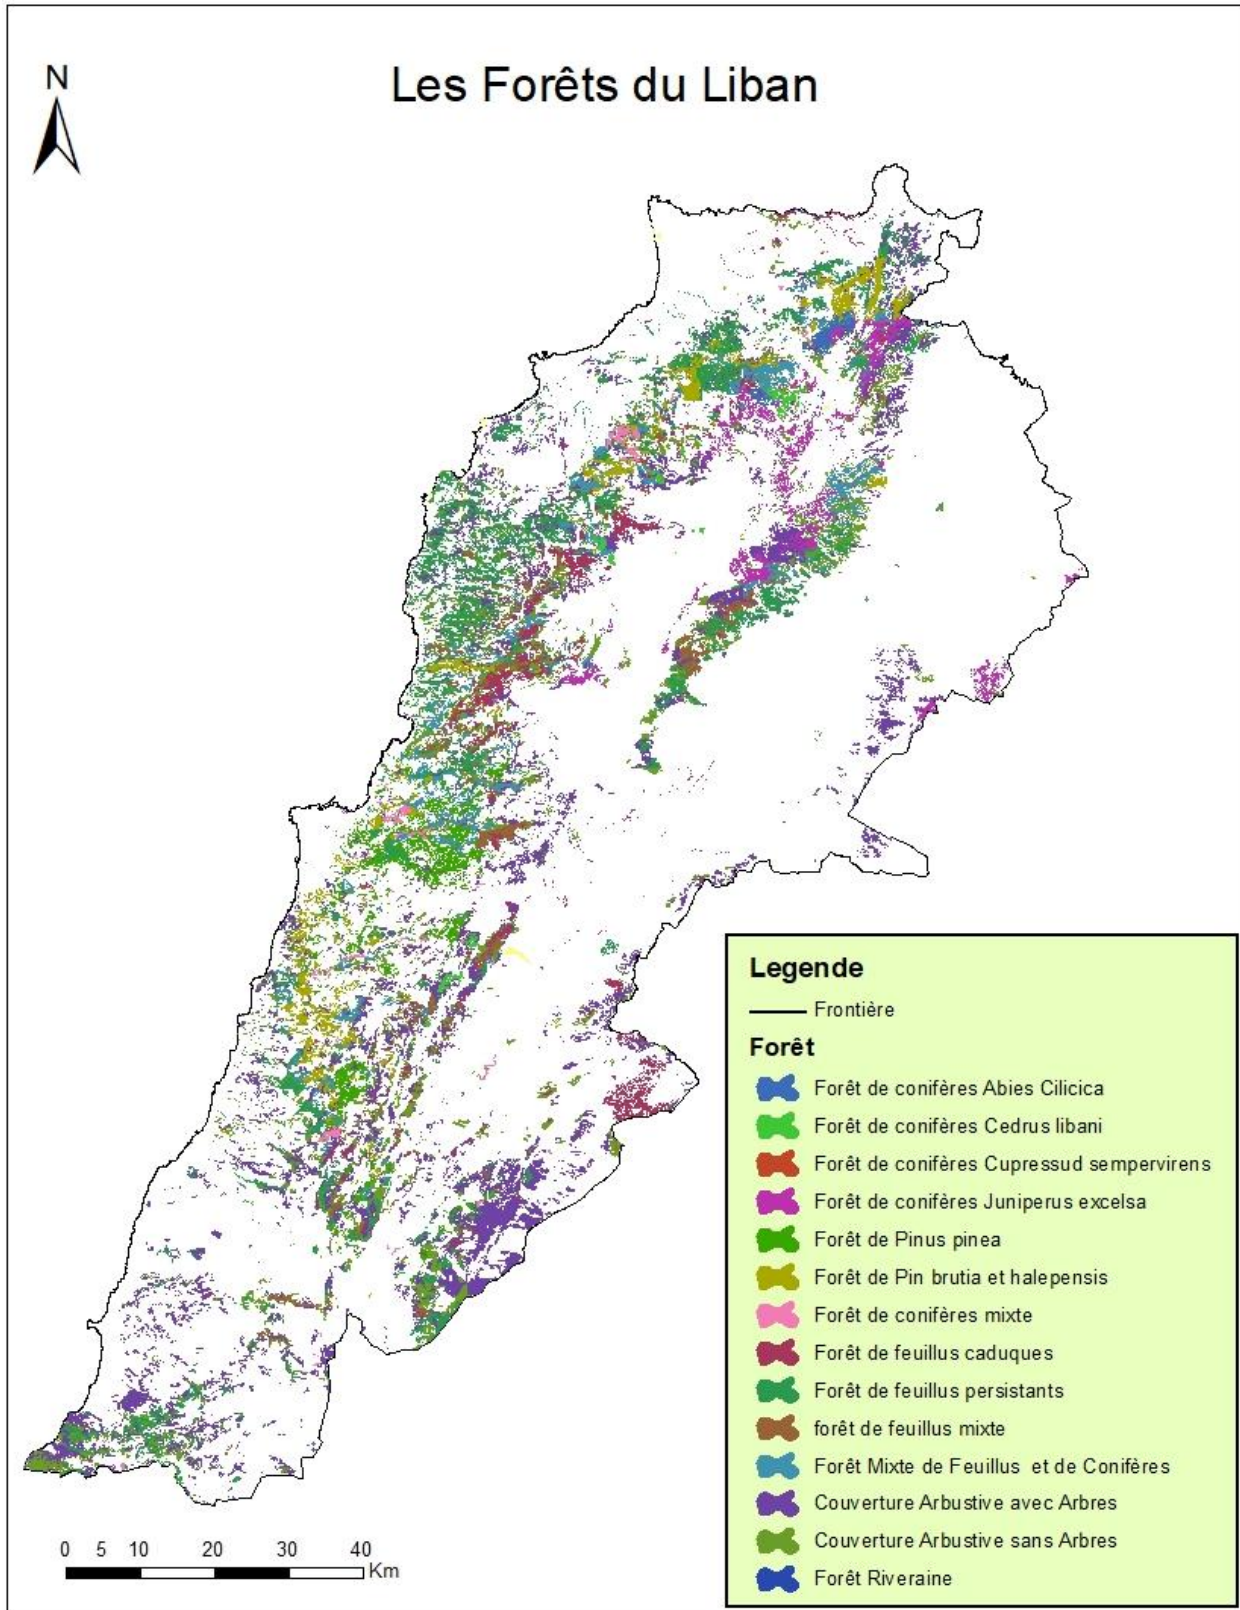 Les Forêts du Liban
N
Legende
Frontière
Forêt
Forêt de conifères Abies Cilicica
Forêt de conifères Cedrus libani
Forêt de conifères Cupressud sempervirens
Forêt de conifères Juniperus excelsa
Forêt de Pinus pinea
Forêt de Pin brutia et halepensis
Forêt de conifères mixte
Forêt de feuillus caduques
Forêt de feuillus persistants
forêt de feuillus mixte
Forêt Mixte de Feuillus et de Conifères
Couverture Arbustive avec Arbres
Couverture Arbustive sans Arbres
Forêt Riveraine
0 5 10 20 30 40
Km